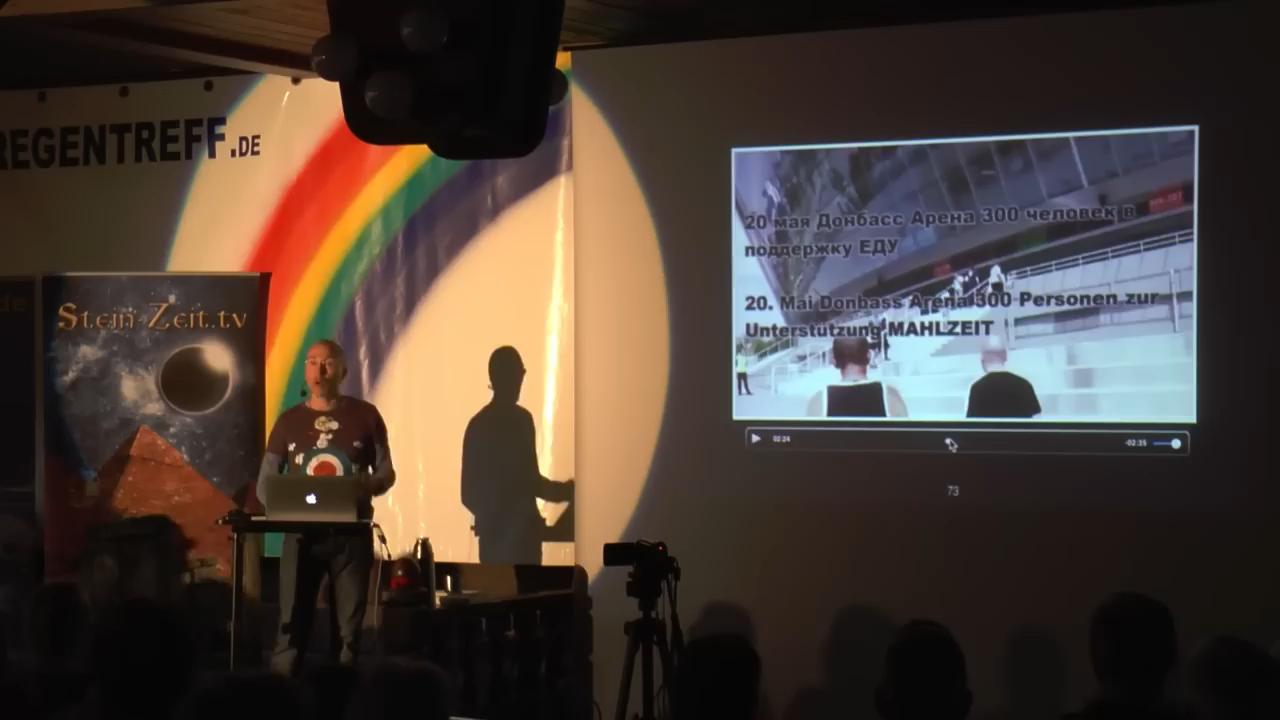 REGENTREFF.DE
Stein-Zeit.tv
20 мая Донбасс Арена 300 человек в
поддержку ЕДУ
20. Mai Donbass Arena 300 Personen zur
Unterstützung MAHLZEIT
02:24
-02:35
73